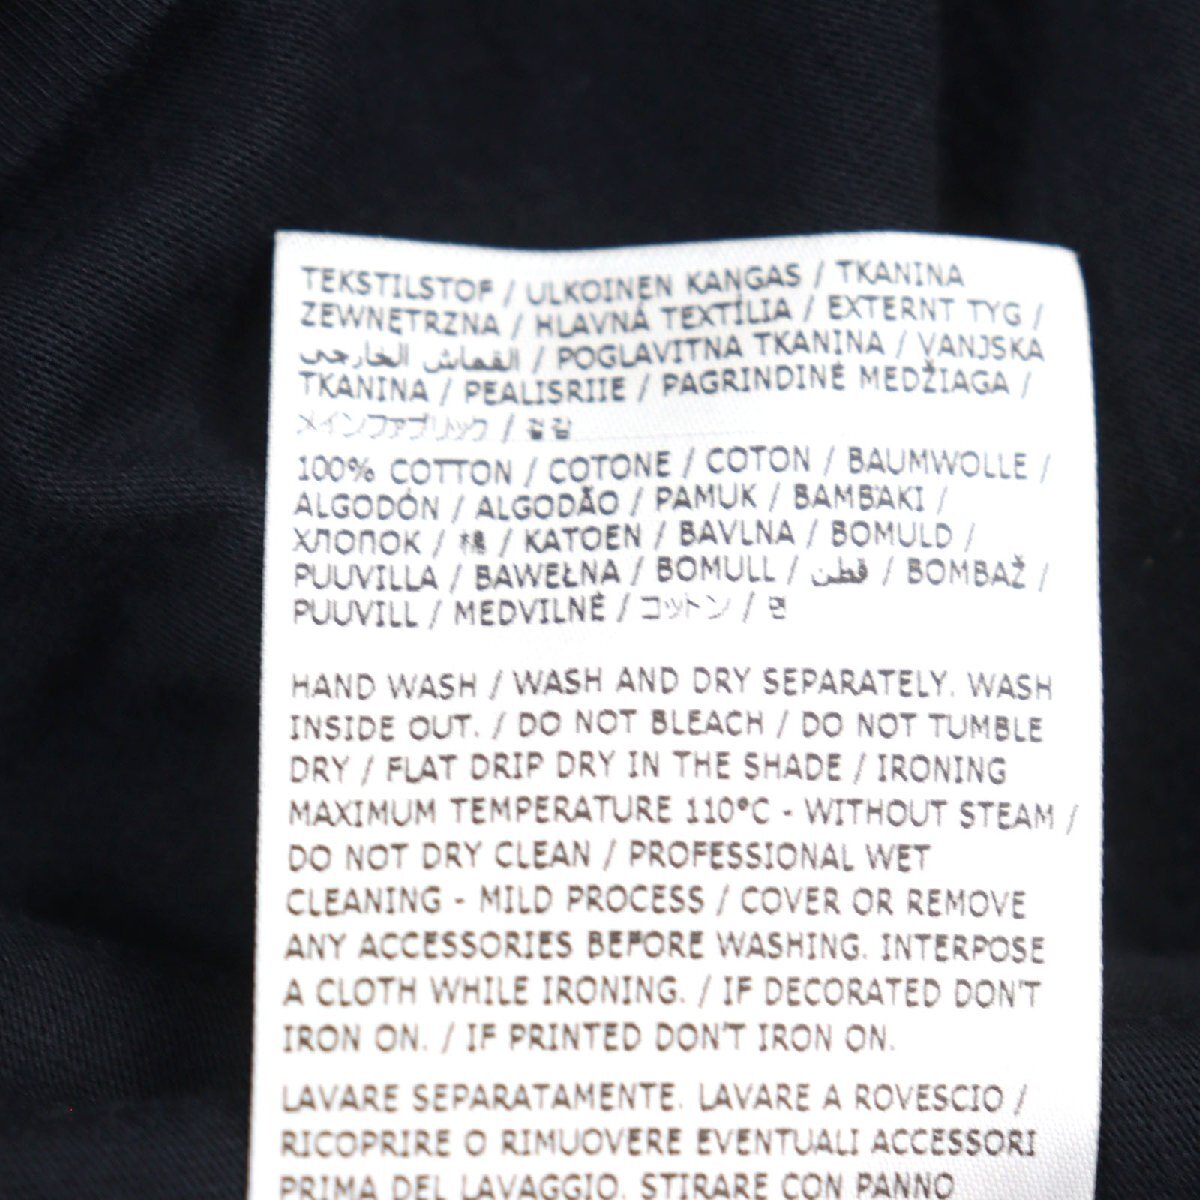 TEKSTILSTOF / ULKOINEN KANGAS / TKANINA
ZEWNĘTRZNA / HLAVNÁ TEXTÍLIA / EXTERNT TYG /
القماش الخارجي / POGLAVITNA TKANINA / VANJSKA
TKANINA / PEALISRIIE / PAGRINDINĖ MEDŽIAGA /
メインファブリック / 겉감
100% COTTON / COTONE / COTON / BAUMWOLLE /
ALGODÓN / ALGODÃO / PAMUK / BAMBAKI /
ХЛОПОК / 棉 / KATOEN / BAVLNA / BOMULD /
PUUVILLA / BAWEŁNA / BOMULL / قطن / BOMBAŽ /
PUUVILL / MEDVILNĖ / コットン / 면
HAND WASH / WASH AND DRY SEPARATELY. WASH
INSIDE OUT. / DO NOT BLEACH / DO NOT TUMBLE
DRY / FLAT DRIP DRY IN THE SHADE / IRONING
MAXIMUM TEMPERATURE 110°C - WITHOUT STEAM /
DO NOT DRY CLEAN / PROFESSIONAL WET
CLEANING - MILD PROCESS / COVER OR REMOVE
ANY ACCESSORIES BEFORE WASHING. INTERPOSE
A CLOTH WHILE IRONING. / IF DECORATED DON'T
IRON ON. / IF PRINTED DON'T IRON ON.
LAVARE SEPARATAMENTE. LAVARE A ROVESCIO /
RICOPRIRE O RIMUOVERE EVENTUALI ACCESSORI
PRIMA DEL LAVAGGIO. STIRARE CON PANNO